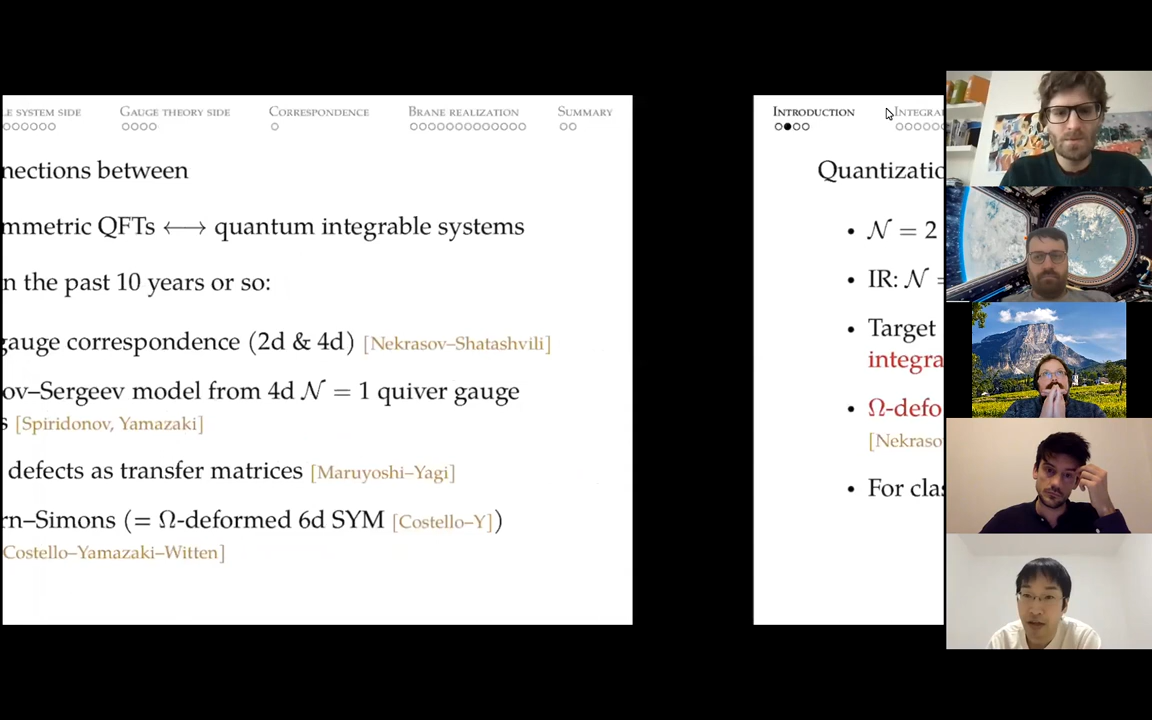 LE SYSTEM SIDE GAUGE THEORY SIDE CORRESPONDENCE BRANE REALIZATION SUMMARY
nections between
mmetric QFTs ⟷ quantum integrable systems
n the past 10 years or so:
gauge correspondence (2d & 4d) [Nekrasov–Shatashvili]
ov–Sergeev model from 4d 𝒩 = 1 quiver gauge
s [Spiridonov, Yamazaki]
defects as transfer matrices [Maruyoshi–Yagi]
rn–Simons (= Ω-deformed 6d SYM [Costello–Y])
Costello–Yamazaki–Witten]
INTRODUCTION INTEGRA
Quantizatio
• 𝒩 = 2
• IR: 𝒩 =
• Target
integra
• Ω-defo
[Nekraso
• For clas